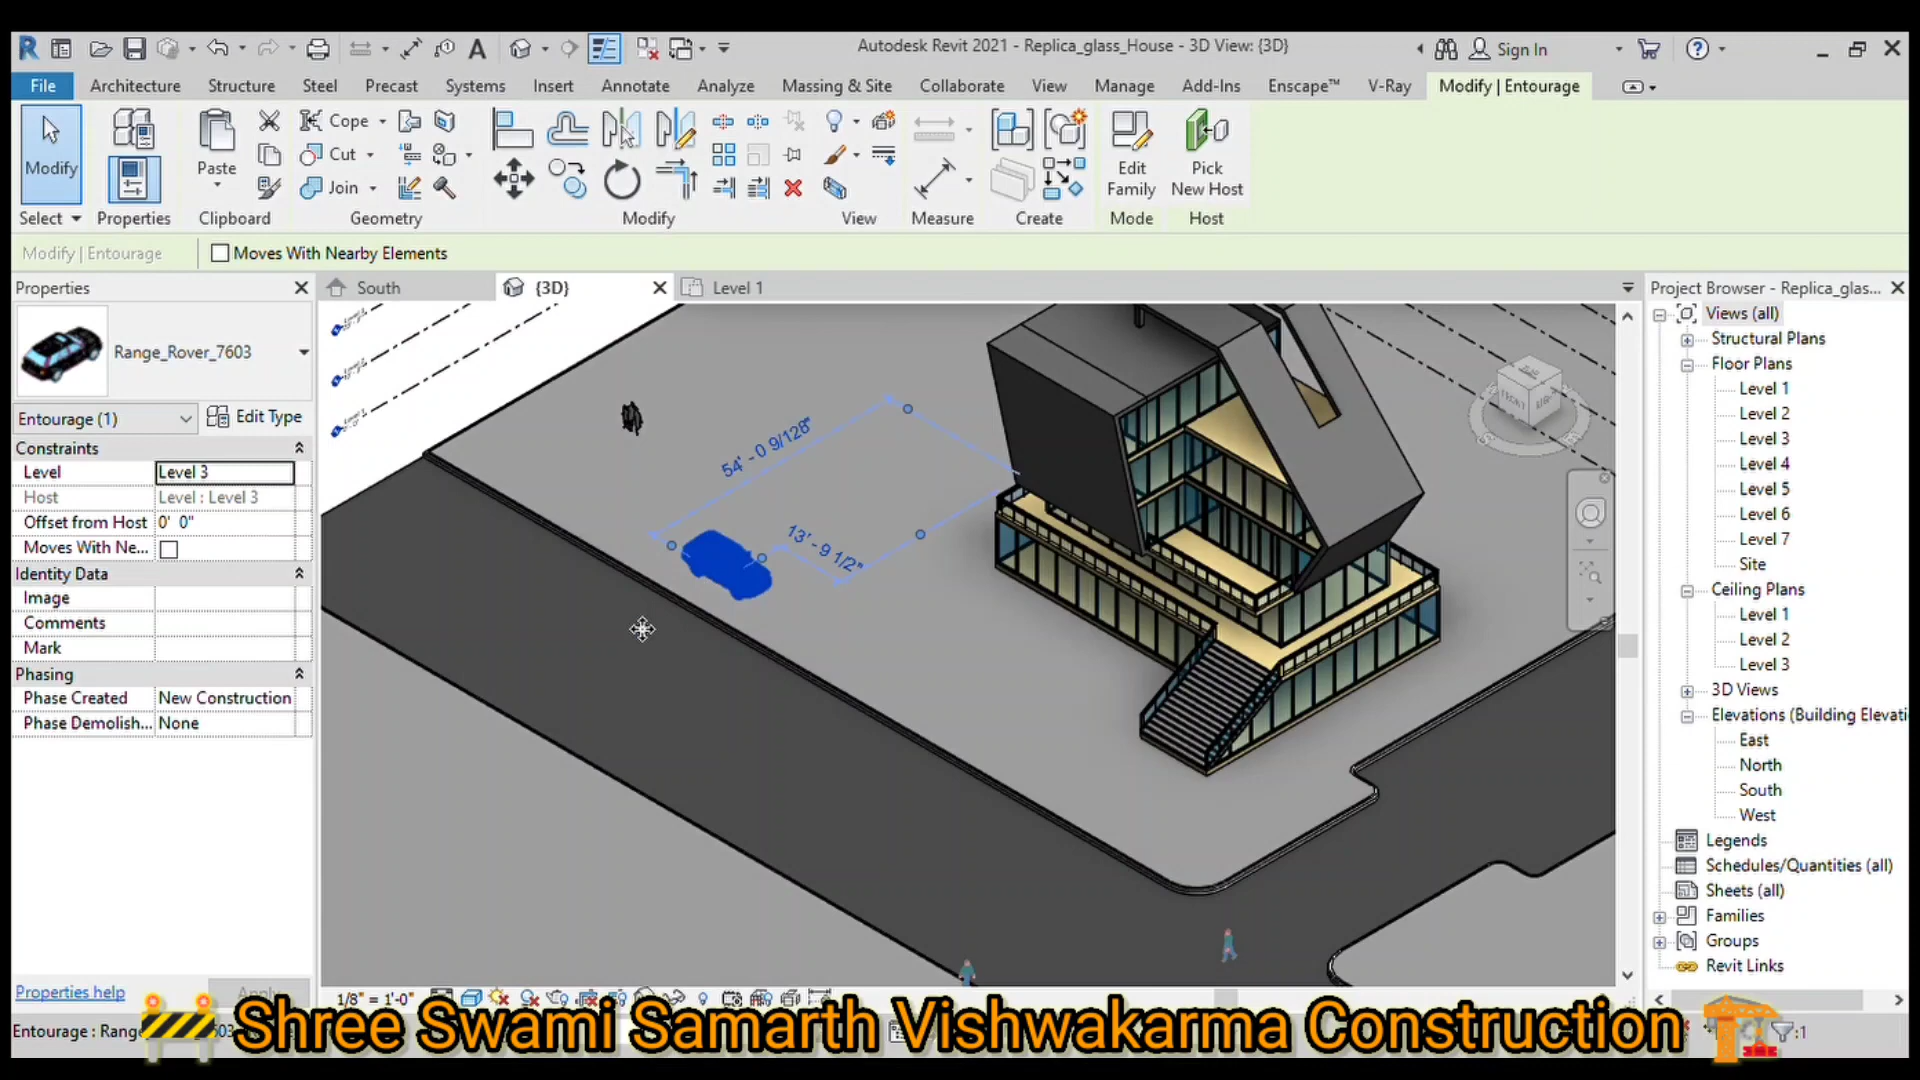 Autodesk Revit 2021 - Replica_glass_House - 3D View: {3D}
Sign In
File Architecture Structure Steel Precast Systems Insert Annotate Analyze Massing & Site Collaborate View Manage Add-Ins Enscape™ V-Ray Modify | Entourage
Modify
Paste
Cope
Cut
Join
Edit Family
Pick New Host
Select Properties Clipboard Geometry Modify View Measure Create Mode Host
Modify | Entourage Moves With Nearby Elements
Properties
South {3D} Level 1
Project Browser - Replica_glas...
Range_Rover_7603
Entourage (1) Edit Type
Constraints
Level Level 3
Host Level : Level 3
Offset from Host 0' 0"
Moves With Ne...
Identity Data
Image
Comments
Mark
Phasing
Phase Created New Construction
Phase Demolish... None
Properties help Apply
54' - 0 9/128"
13' - 9 1/2"
FRONT
Views (all)
Structural Plans
Floor Plans
Level 1
Level 2
Level 3
Level 4
Level 5
Level 6
Level 7
Site
Ceiling Plans
Level 1
Level 2
Level 3
3D Views
Elevations (Building Elevati
East
North
South
West
Legends
Schedules/Quantities (all)
Sheets (all)
Families
Groups
Revit Links
1/8" = 1'-0"
Entourage : Rang
:1
Shree Swami Samarth Vishwakarma Construction